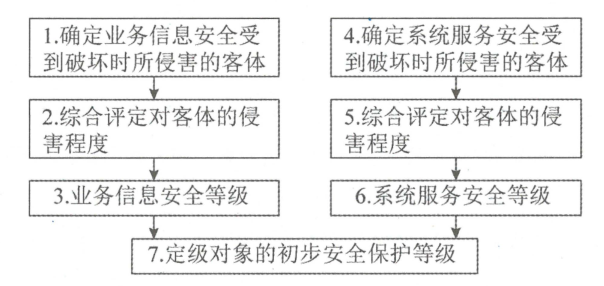 1.确定业务信息安全受
到破坏时所侵害的客体
2.综合评定对客体的侵
害程度
3.业务信息安全等级
4.确定系统服务安全受
到破坏时所侵害的客体
5.综合评定对客体的侵
害程度
6.系统服务安全等级
7.定级对象的初步安全保护等级